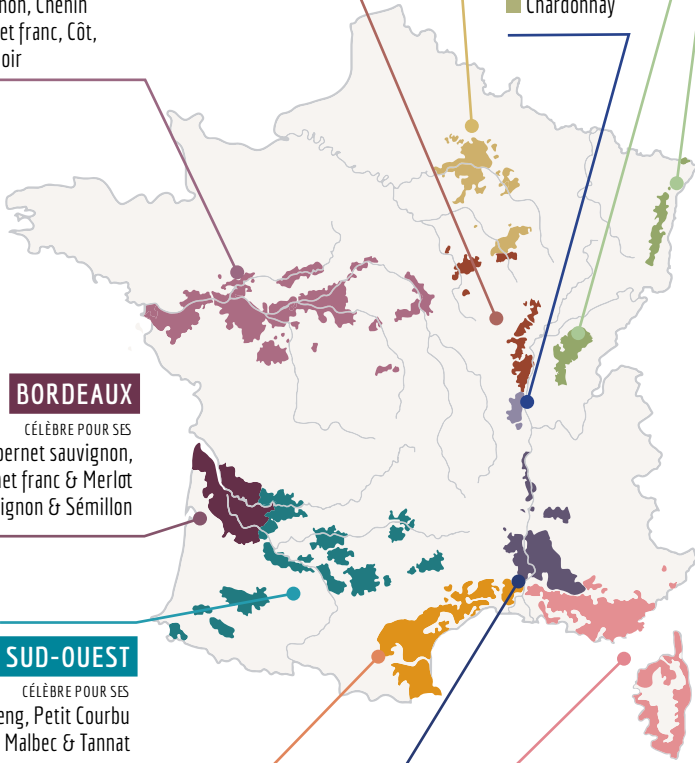 non, Chenin
et franc, Côt,
oir
Chardonnay
BORDEAUX
CÉLÈBRE POUR SES
bernet sauvignon,
net franc & Merlot
ignon & Sémillon
SUD-OUEST
CÉLÈBRE POUR SES
eng, Petit Courbu
Malbec & Tannat